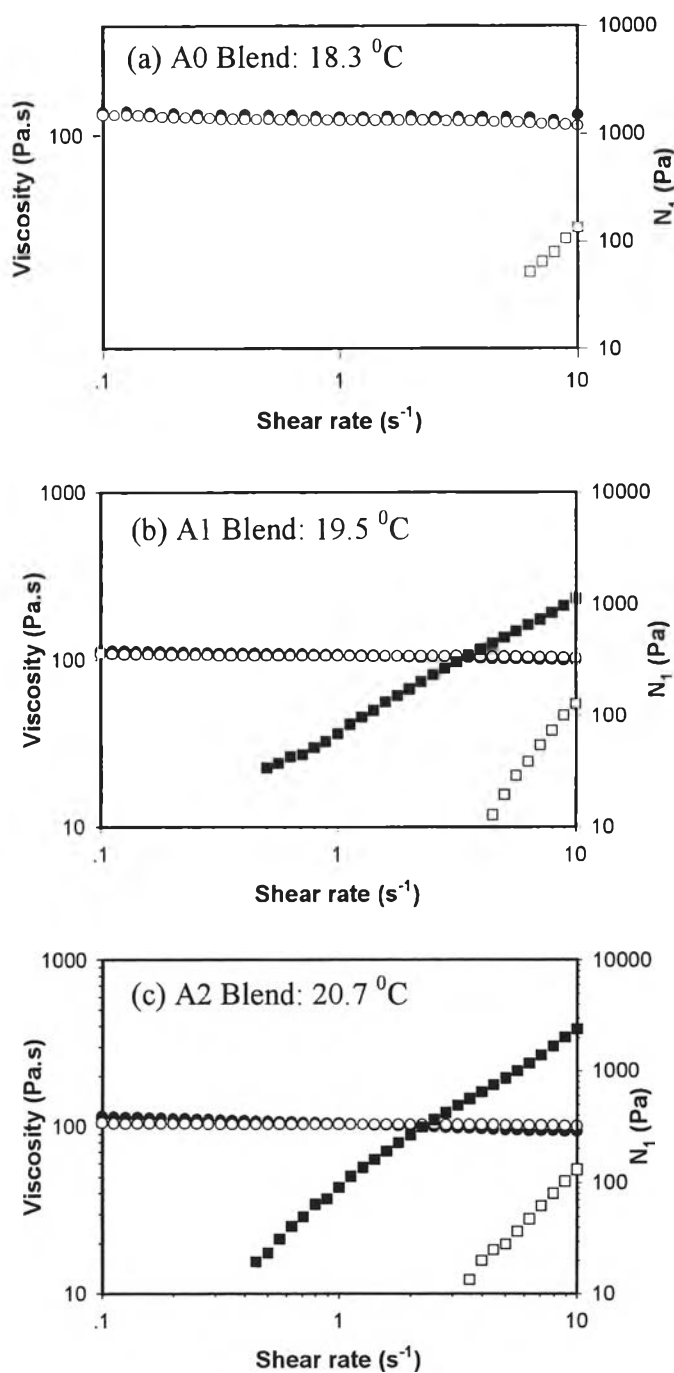 (a) A0 Blend: 18.3 ⁰C
Viscosity (Pa.s)
100
10000
1000
100
10
N₁ (Pa)
.1 1 10
Shear rate (s⁻¹)
(b) A1 Blend: 19.5 ⁰C
Viscosity (Pa.s)
1000
100
10
10000
1000
100
10
N₁ (Pa)
.1 1 10
Shear rate (s⁻¹)
(c) A2 Blend: 20.7 ⁰C
Viscosity (Pa.s)
1000
100
10
10000
1000
100
10
N₁ (Pa)
.1 1 10
Shear rate (s⁻¹)